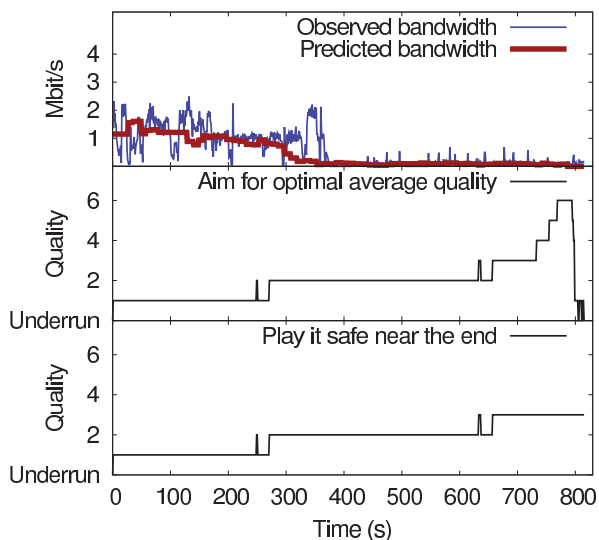 Observed bandwidth
Predicted bandwidth
Mbit/s
4
3
2
1
Aim for optimal average quality
Quality
6
4
2
Underrun
Play it safe near the end
Quality
6
4
2
Underrun
0 100 200 300 400 500 600 700 800
Time (s)